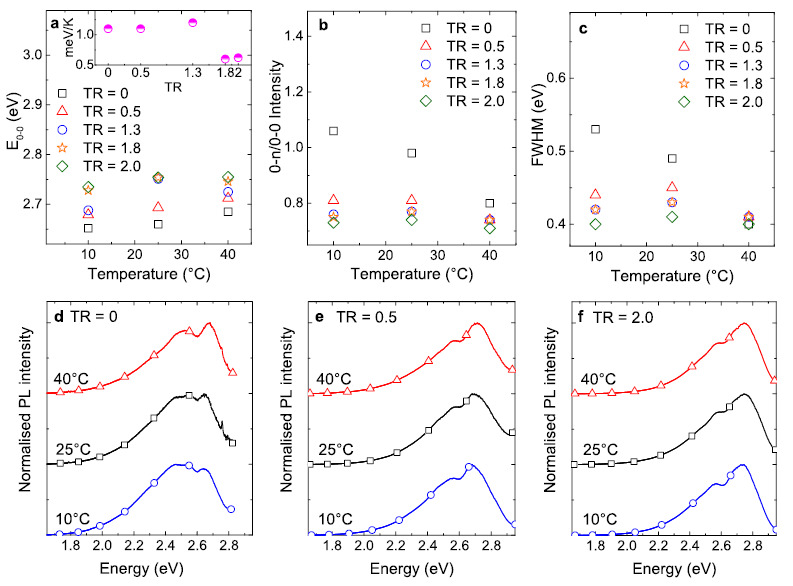 a
meV/K
1.0
0.5
0
0.5
1.3
1.8
2
TR
3.0
2.9
2.8
2.7
E0-0 (eV)
TR = 0
TR = 0.5
TR = 1.3
TR = 1.8
TR = 2.0
0
10
20
30
40
Temperature (°C)
b
TR = 0
TR = 0.5
TR = 1.3
TR = 1.8
TR = 2.0
1.4
1.2
1.0
0.8
0-n/0-0 Intensity
10
20
30
40
Temperature (°C)
c
TR = 0
TR = 0.5
TR = 1.3
TR = 1.8
TR = 2.0
0.6
0.5
0.4
FWHM (eV)
10
20
30
40
Temperature (°C)
d TR = 0
40°C
25°C
10°C
Normalised PL intensity
1.8 2.0 2.2 2.4 2.6 2.8
Energy (eV)
e TR = 0.5
40°C
25°C
10°C
Normalised PL intensity
1.8 2.0 2.2 2.4 2.6 2.8
Energy (eV)
f TR = 2.0
40°C
25°C
10°C
Normalised PL intensity
1.8 2.0 2.2 2.4 2.6 2.8
Energy (eV)